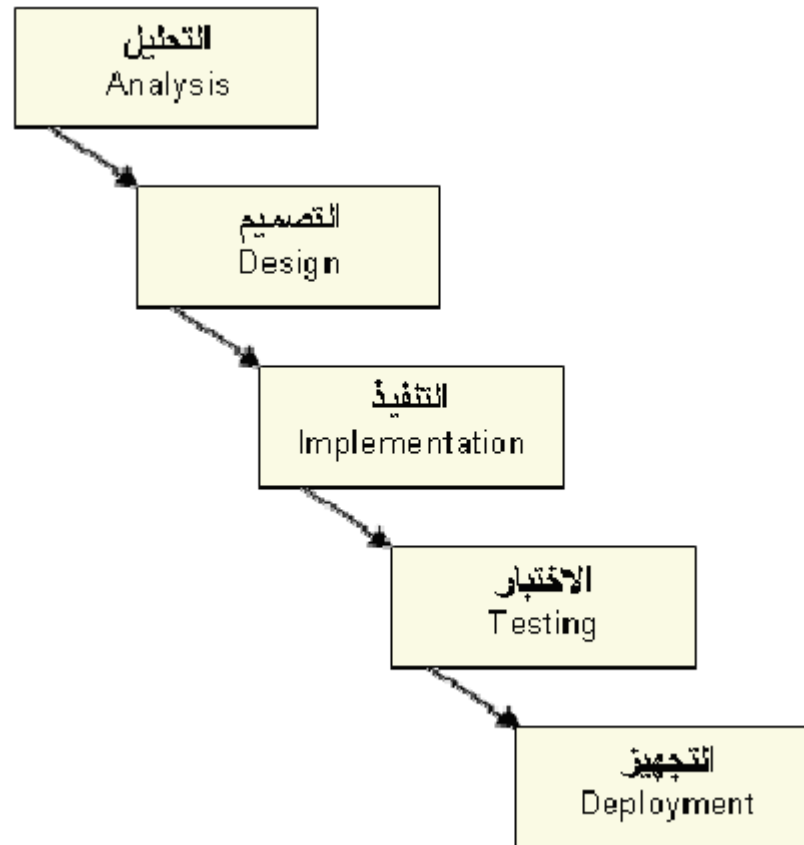 التحليل
Analysis
التصميم
Design
التنفيذ
Implementation
الاختبار
Testing
التجهيز
Deployment